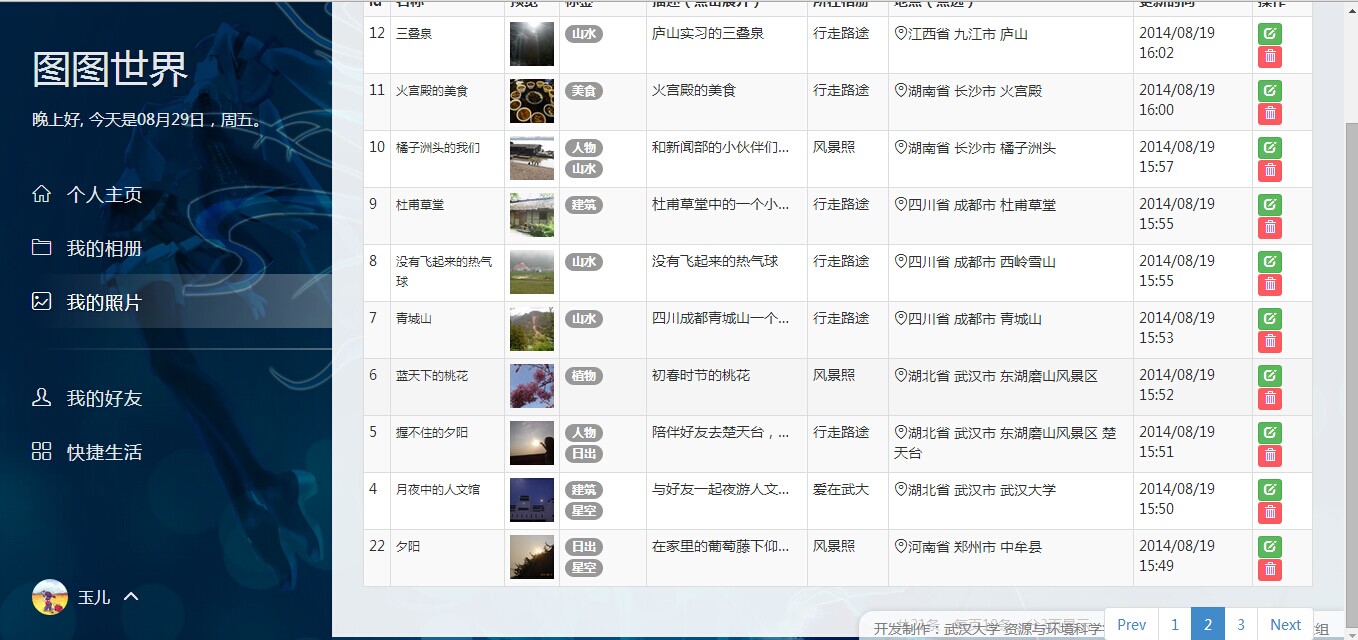 图图世界
晚上好, 今天是08月29日，周五。
个人主页
我的相册
我的照片
我的好友
快捷生活
玉儿
Id 名称 预览 标签 描述（点击展开） 所在相册 地点（点选） 更新时间 操作
12 三叠泉 山水 庐山实习的三叠泉 行走路途 江西省 九江市 庐山 2014/08/19
16:02
11 火宫殿的美食 美食 火宫殿的美食 行走路途 湖南省 长沙市 火宫殿 2014/08/19
16:00
10 橘子洲头的我们 人物 和新闻部的小伙伴们... 风景照 湖南省 长沙市 橘子洲头 2014/08/19
山水 15:57
9 杜甫草堂 建筑 杜甫草堂中的一个小... 行走路途 四川省 成都市 杜甫草堂 2014/08/19
15:55
8 没有飞起来的热气 山水 没有飞起来的热气球 行走路途 四川省 成都市 西岭雪山 2014/08/19
球 15:55
7 青城山 山水 四川成都青城山一个... 行走路途 四川省 成都市 青城山 2014/08/19
15:53
6 蓝天下的桃花 植物 初春时节的桃花 风景照 湖北省 武汉市 东湖磨山风景区 2014/08/19
15:52
5 握不住的夕阳 人物 陪伴好友去楚天台，... 行走路途 湖北省 武汉市 东湖磨山风景区 楚 2014/08/19
日出 天台 15:51
4 月夜中的人文馆 建筑 与好友一起夜游人文... 爱在武大 湖北省 武汉市 武汉大学 2014/08/19
星空 15:50
22 夕阳 日出 在家里的葡萄藤下仰... 风景照 河南省 郑州市 中牟县 2014/08/19
星空 15:49
开发制作：武汉大学 资源与环境科学 组
Prev 1 2 3 Next